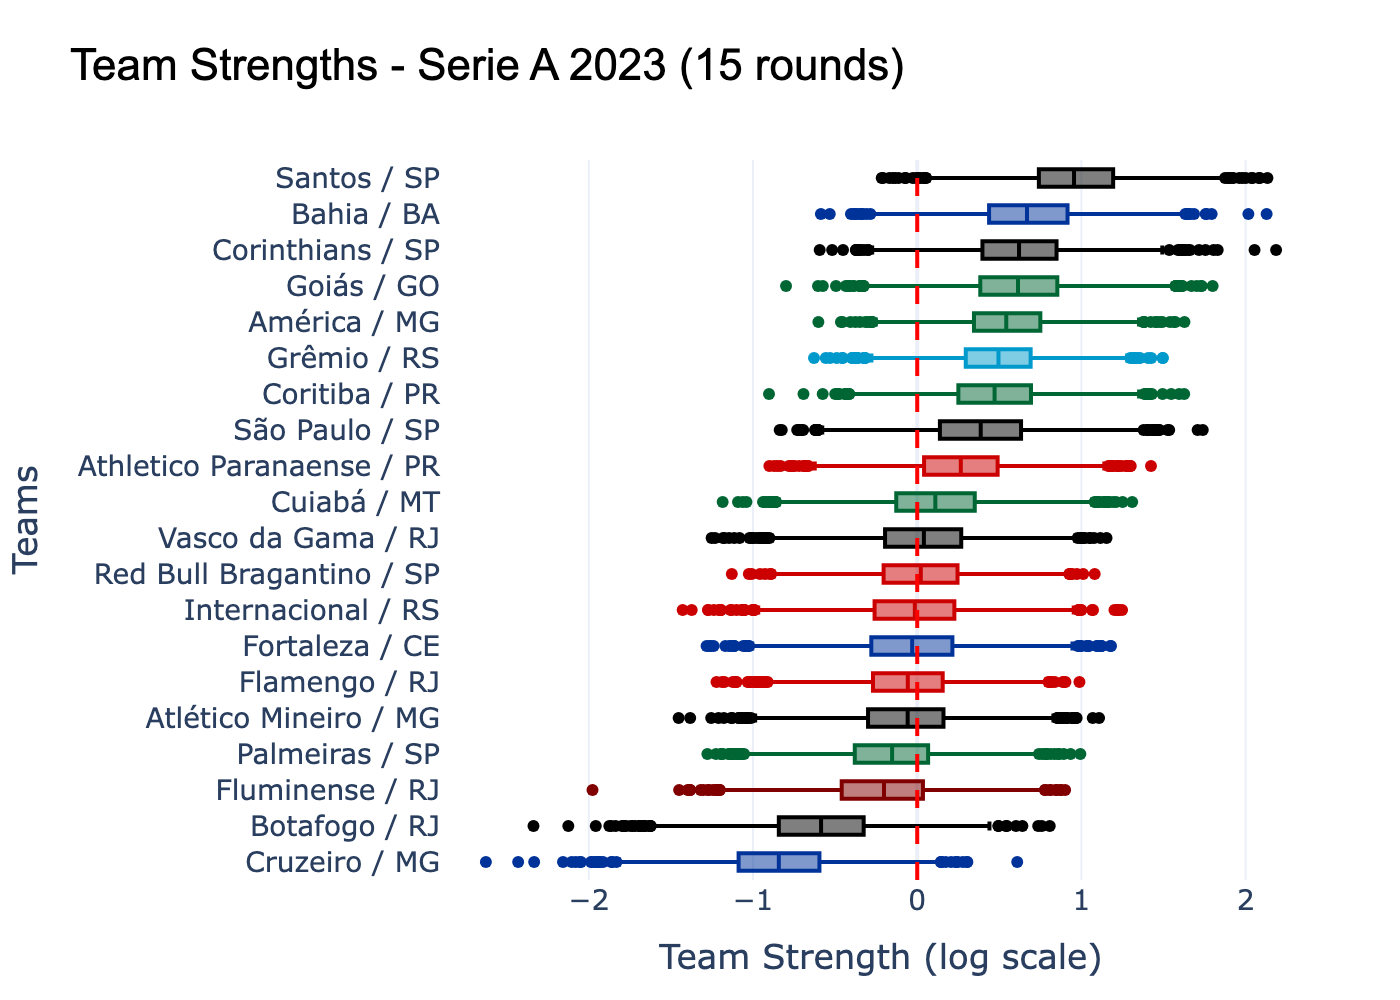 Team Strengths - Serie A 2023 (15 rounds)
Santos / SP
Bahia / BA
Corinthians / SP
Goiás / GO
América / MG
Grêmio / RS
Coritiba / PR
São Paulo / SP
Athletico Paranaense / PR
Cuiabá / MT
Vasco da Gama / RJ
Red Bull Bragantino / SP
Internacional / RS
Fortaleza / CE
Flamengo / RJ
Atlético Mineiro / MG
Palmeiras / SP
Fluminense / RJ
Botafogo / RJ
Cruzeiro / MG
Teams
−2 −1 0 1 2
Team Strength (log scale)